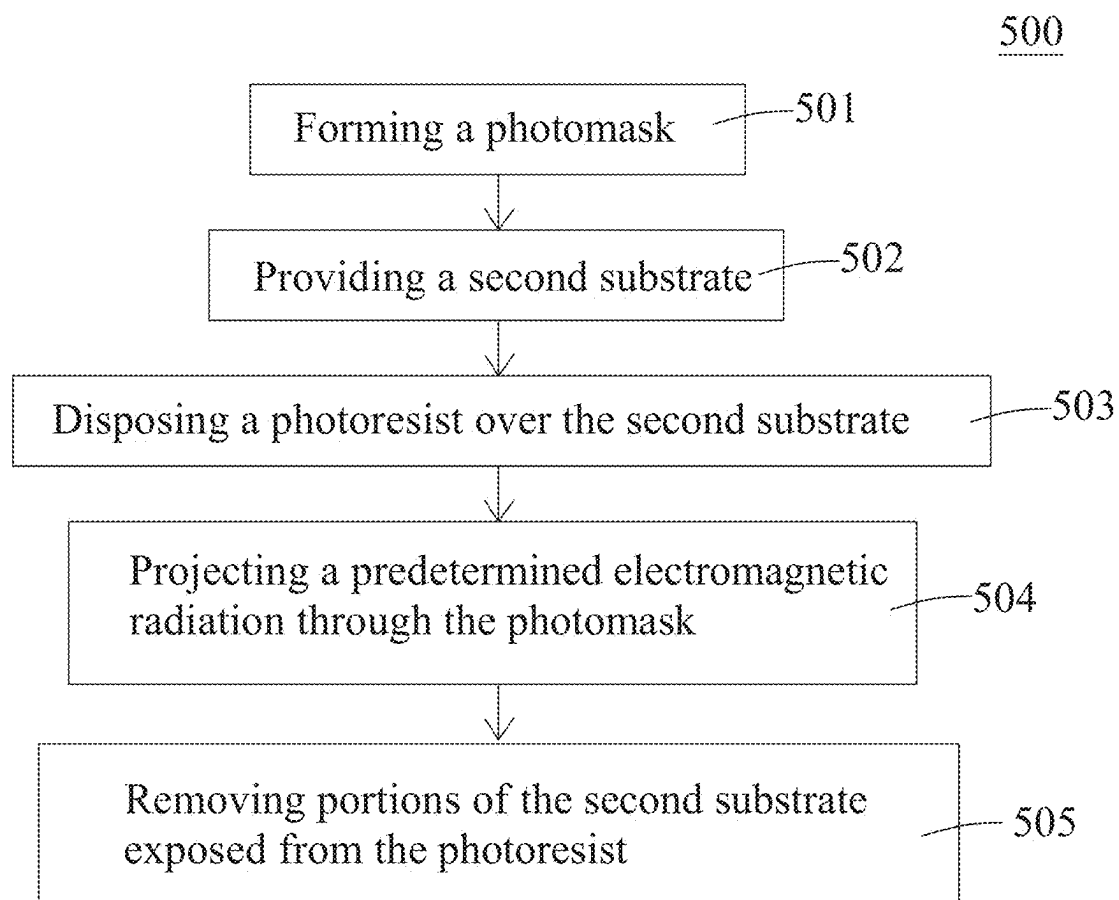 500
Forming a photomask
501
Providing a second substrate
502
Disposing a photoresist over the second substrate
503
Projecting a predetermined electromagnetic
radiation through the photomask
504
Removing portions of the second substrate
exposed from the photoresist
505